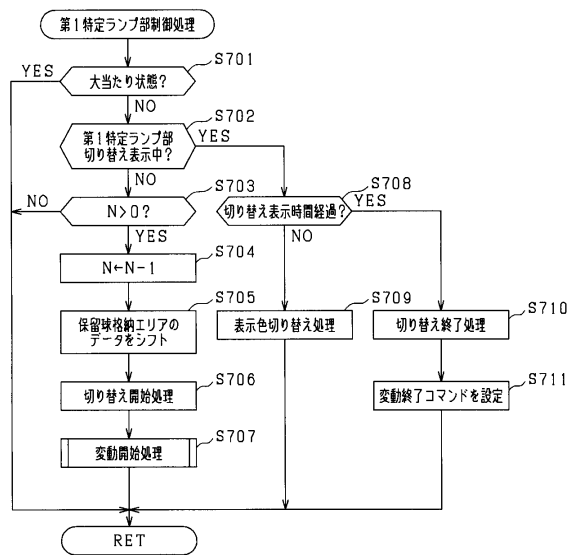 第1特定ランプ部制御処理
S701
YES
大当たり状態?
NO
S702
第1特定ランプ部
切り替え表示中?
YES
NO
S703
NO
N>0?
YES
S708
切り替え表示時間経過?
YES
NO
S704
N←N-1
S705
保留球格納エリアの
データをシフト
S709
表示色切り替え処理
S710
切り替え終了処理
S706
切り替え開始処理
S711
変動終了コマンドを設定
S707
変動開始処理
RET